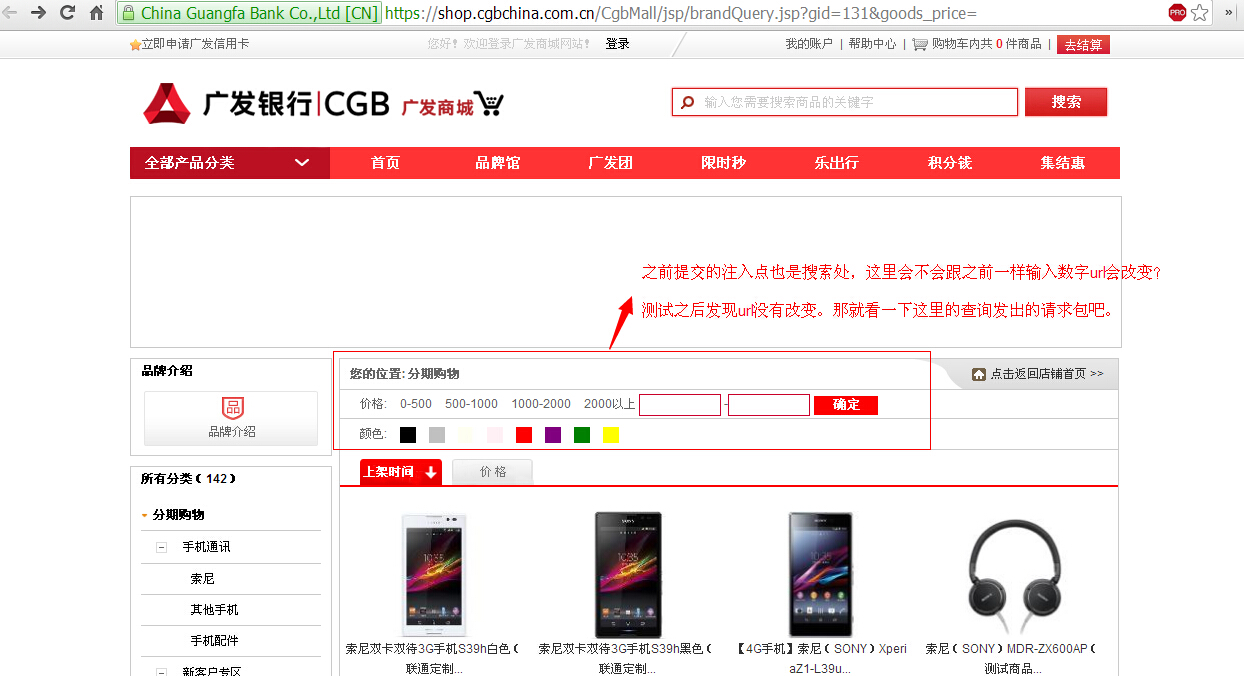 China Guangfa Bank Co.,Ltd [CN] https://shop.cgbchina.com.cn/CgbMall/jsp/brandQuery.jsp?gid=131&goods_price= PRO »
立即申请广发信用卡 您好！欢迎登录广发商城网站！ 登录 我的账户 | 帮助中心 | 购物车内共 0 件商品 | 去结算
广发银行|CGB 广发商城 输入您需要搜索商品的关键字 搜索
全部产品分类 首页 品牌馆 广发团 限时秒 乐出行 积分钱 集结惠
之前提交的注入点也是搜索处，这里会不会跟之前一样输入数字url会改变？
测试之后发现url没有改变。那就看一下这里的查询发出的请求包吧。
品牌介绍 您的位置: 分期购物 点击返回店铺首页 >>
价格: 0-500 500-1000 1000-2000 2000以上 - 确定
品牌介绍 颜色:
所有分类（142） 上架时间 价格
分期购物
手机通讯
索尼
其他手机
手机配件
新客户专区
索尼双卡双待3G手机S39h白色（
联通定制...
索尼双卡双待3G手机S39h黑色（
联通定制...
【4G手机】索尼（SONY）Xperi
aZ1-L39u...
索尼（SONY）MDR-ZX600AP（
测试商品...